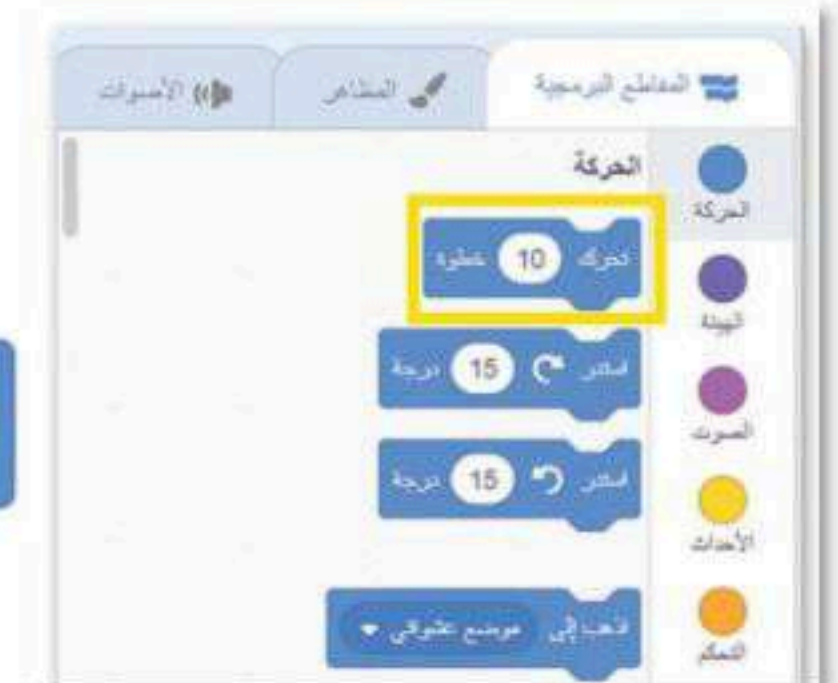 المقاطع البرمجية المظاهر الأصوات
الحركة
الحركة
تحرك 10 خطوة
الهيئة
استدر 15 درجة
الصوت
استدر 15 درجة
الأحداث
اذهب إلى موضع عشوائي
التحكم